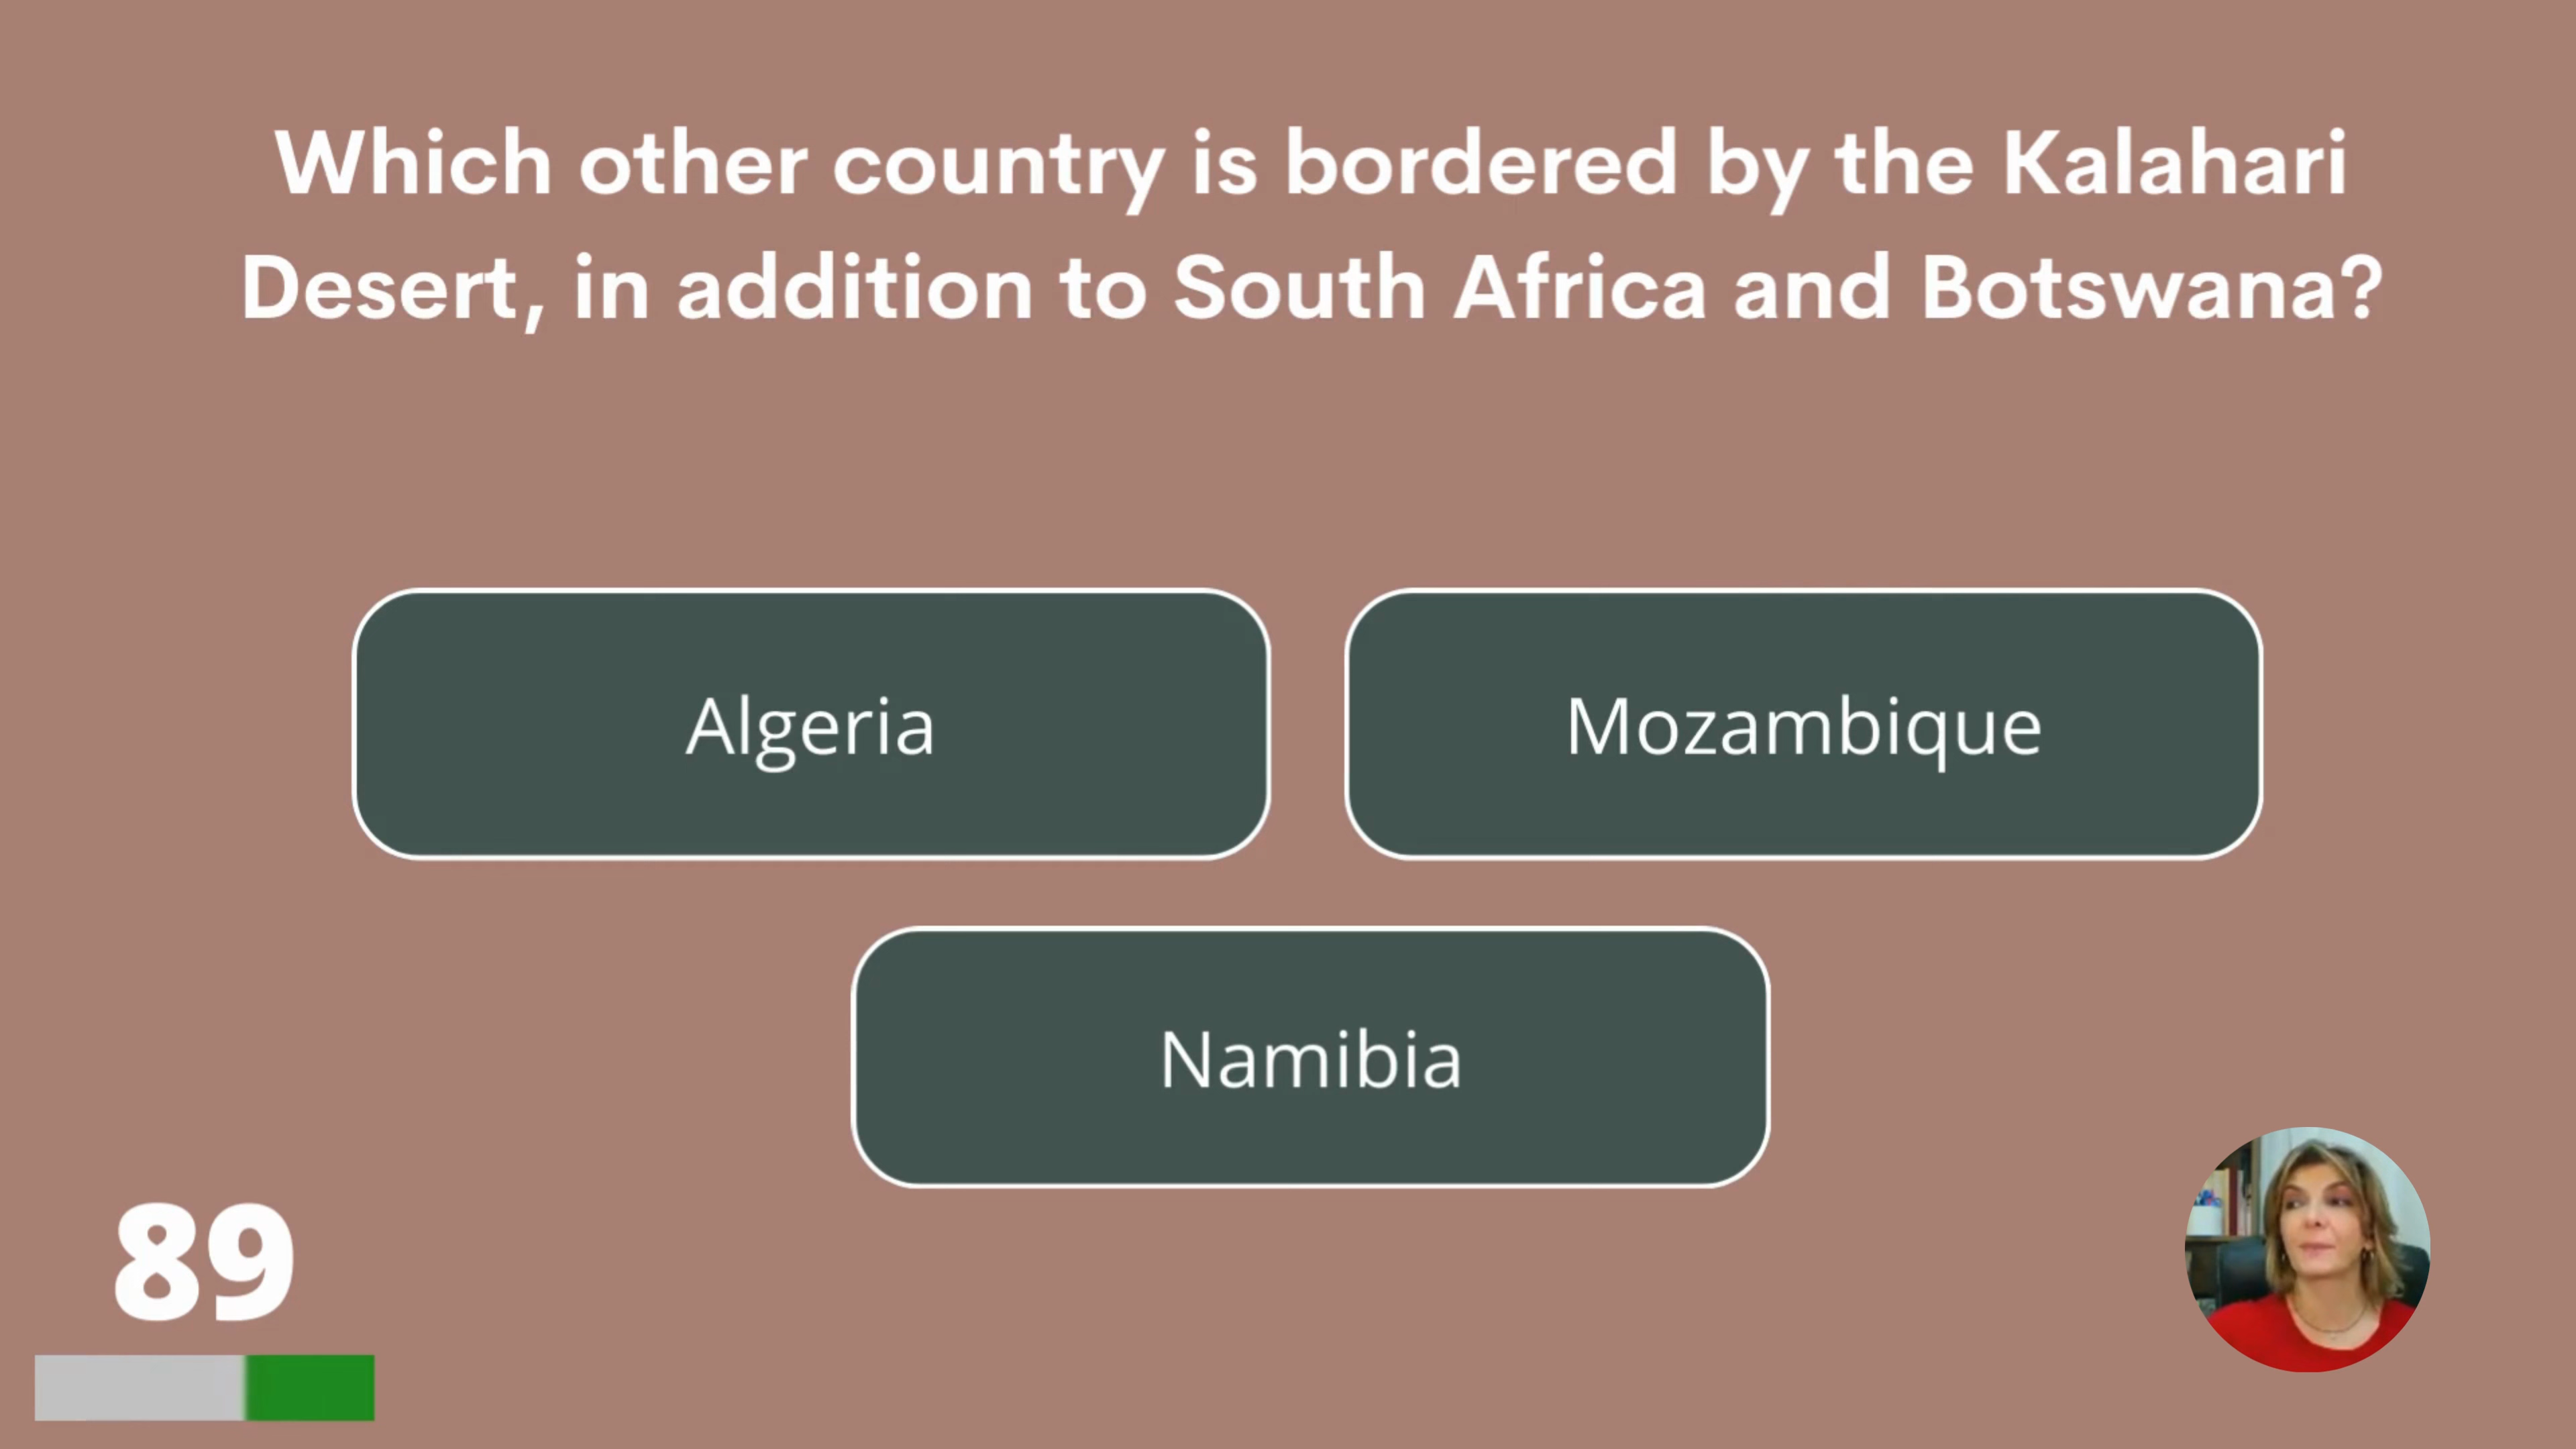 Which other country is bordered by the Kalahari
Desert, in addition to South Africa and Botswana?
Algeria
Mozambique
Namibia
89